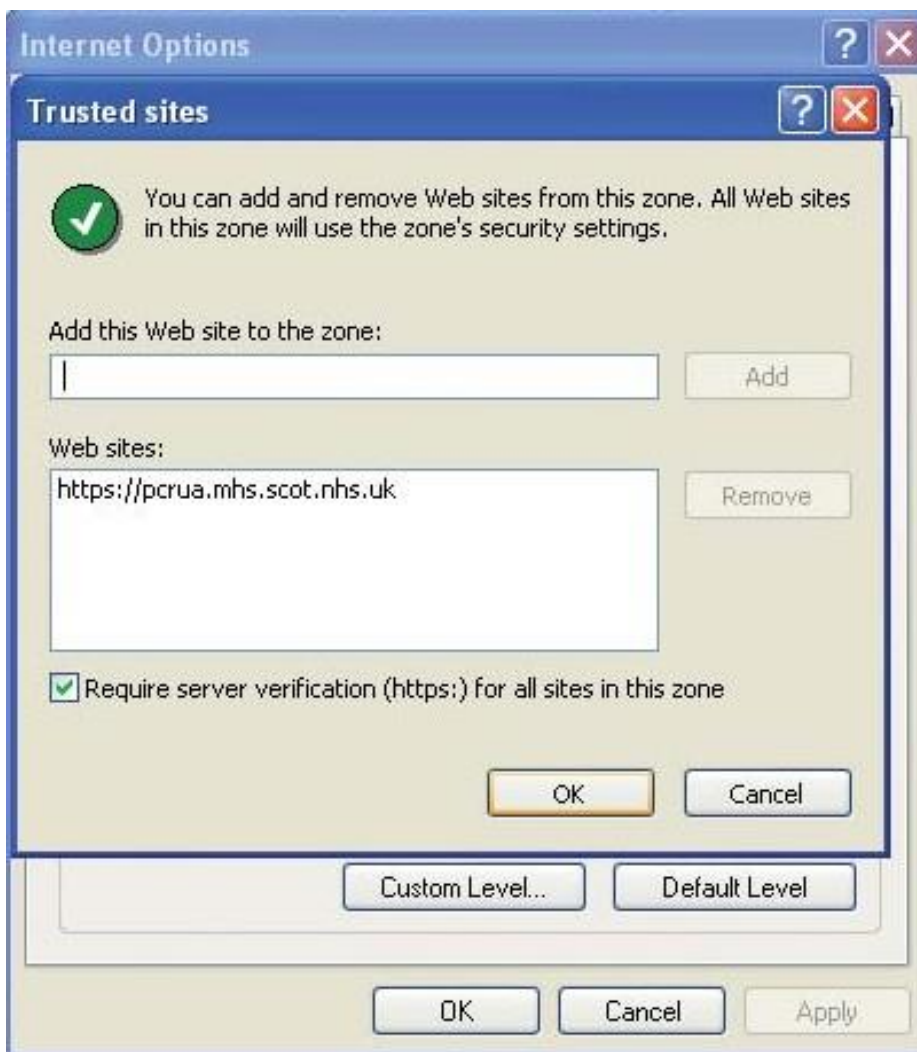 Internet Options
Trusted sites
You can add and remove Web sites from this zone. All Web sites
in this zone will use the zone's security settings.
Add this Web site to the zone:
Add
Web sites:
https://pcrua.mhs.scot.nhs.uk
Remove
Require server verification (https:) for all sites in this zone
OK
Cancel
Custom Level...
Default Level
OK
Cancel
Apply